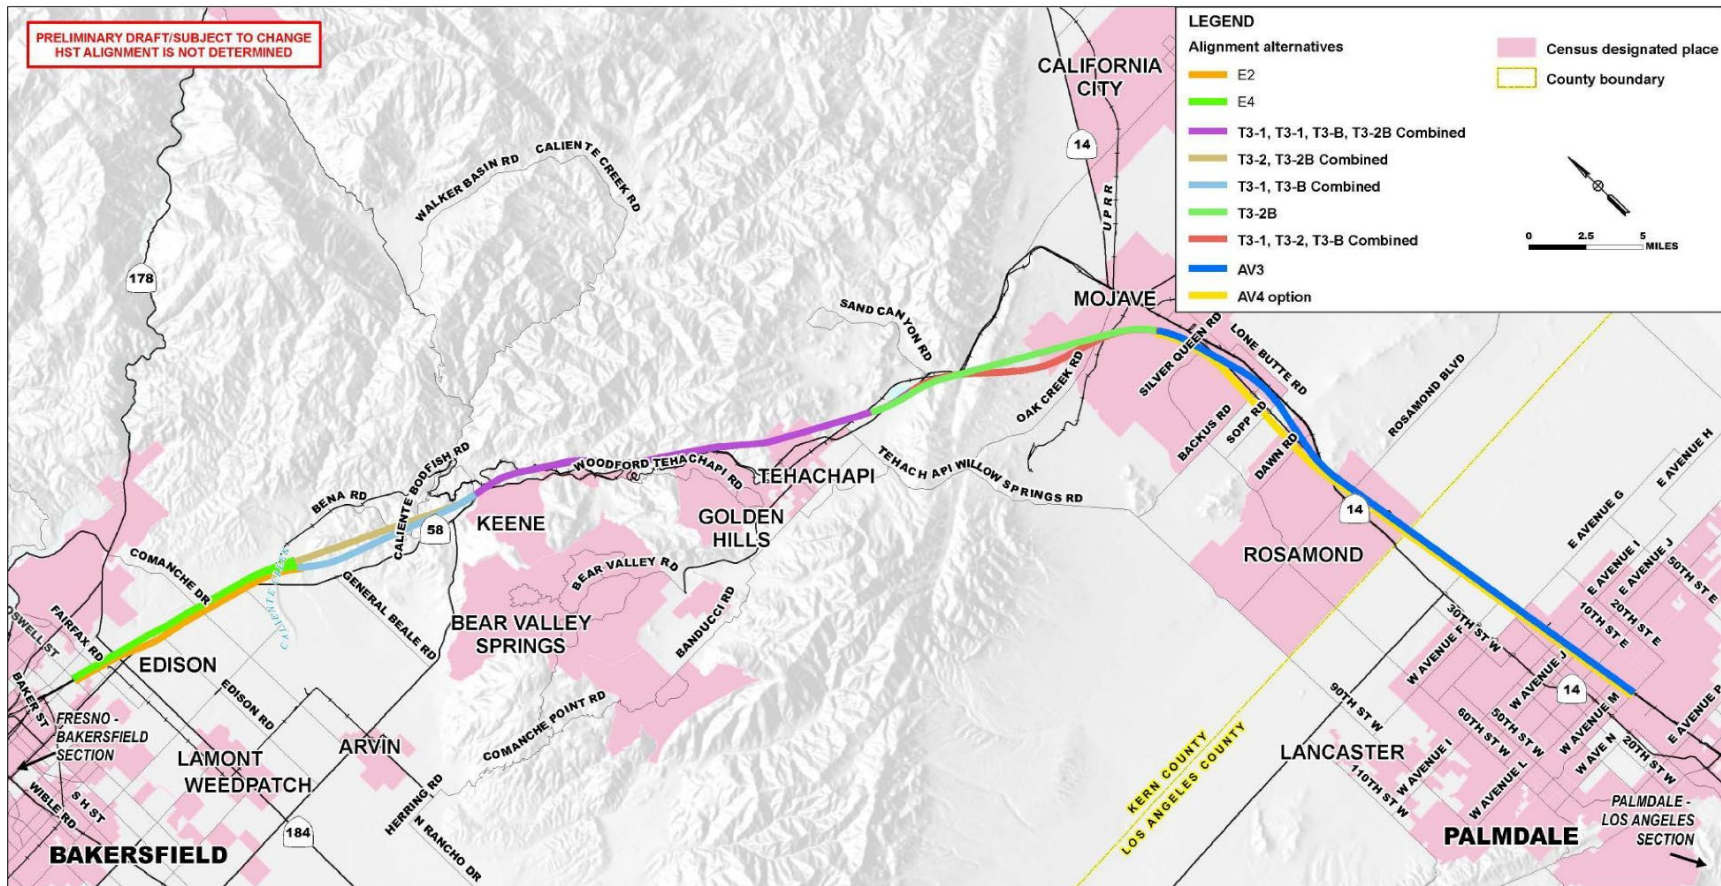 PRELIMINARY DRAFT/SUBJECT TO CHANGE
HST ALIGNMENT IS NOT DETERMINED
LEGEND
Alignment alternatives
E2
E4
T3-1, T3-1, T3-B, T3-2B Combined
T3-2, T3-2B Combined
T3-1, T3-B Combined
T3-2B
T3-1, T3-2, T3-B Combined
AV3
AV4 option
Census designated place
County boundary
0 2.5 5
MILES
CALIFORNIA
CITY
14
UPRR
WALKER BASIN RD
CALIENTE CREEK RD
178
MOJAVE
SAND CANYON RD
SILVER QUEEN RD
LONE BUTTE RD
OAK CREEK RD
ROSAMOND BLVD
BACKUS RD
SOPP RD
DAWN RD
TEHACHAPI WILLOW SPRINGS RD
TEHACHAPI
WOODFORD TEHACHAPI RD
GOLDEN
HILLS
KEENE
BENA RD
CALIENTE BODFISH RD
58
COMANCHE DR
CALIENTE CREEK
GENERAL BEALE RD
BEAR VALLEY RD
BEAR VALLEY
SPRINGS
BANDUCCI RD
COMANCHE POINT RD
FAIRFAX RD
OSWELL ST
BAKER ST
EDISON
EDISON RD
FRESNO -
BAKERSFIELD
SECTION
LAMONT
WEEDPATCH
ARVIN
HERRING RD
N RANCHO DR
S H ST
WIBLE RD
184
BAKERSFIELD
14
ROSAMOND
E AVENUE H
E AVENUE G
E AVENUE I
E AVENUE J
50TH ST E
20TH ST E
10TH ST E
30TH ST W
W AVENUE F
W AVENUE J
14
90TH ST W
50TH ST W
60TH ST W
W AVENUE M
W AVE N
20TH ST W
E AVENUE P
LANCASTER
W AVENUE I
W AVENUE L
110TH ST W
KERN COUNTY
LOS ANGELES COUNTY
PALMDALE
PALMDALE -
LOS ANGELES
SECTION